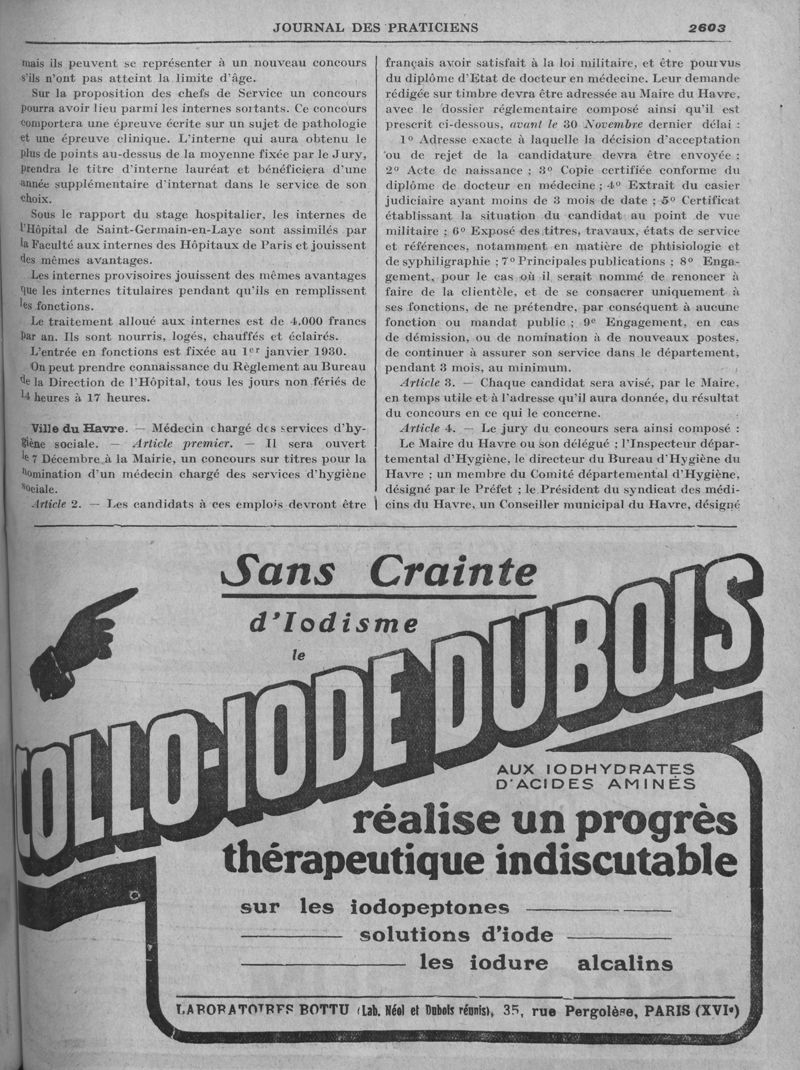 JOURNAL DES PRATICIENS 2603
mais ils peuvent se représenter à un nouveau concours
s'ils n'ont pas atteint la limite d'âge.
Sur la proposition des chefs de Service un concours
pourra avoir lieu parmi les internes sortants. Ce concours
comportera une épreuve écrite sur un sujet de pathologie
et une épreuve clinique. L'interne qui aura obtenu le
plus de points au-dessus de la moyenne fixée par le Jury,
prendra le titre d'interne lauréat et bénéficiera d'une
année supplémentaire d'internat dans le service de son
choix.
Sous le rapport du stage hospitalier, les internes de
l'Hôpital de Saint-Germain-en-Laye sont assimilés par
la Faculté aux internes des Hôpitaux de Paris et jouissent
des mêmes avantages.
Les internes provisoires jouissent des mêmes avantages
que les internes titulaires pendant qu'ils en remplissent
les fonctions.
Le traitement alloué aux internes est de 4.000 francs
par an. Ils sont nourris, logés, chauffés et éclairés.
L'entrée en fonctions est fixée au 1er janvier 1930.
On peut prendre connaissance du Règlement au Bureau
de la Direction de l'Hôpital, tous les jours non fériés de
14 heures à 17 heures.
Ville du Havre. — Médecin chargé des services d'hy-
giène sociale. — Article premier. — Il sera ouvert
le 7 Décembre à la Mairie, un concours sur titres pour la
nomination d'un médecin chargé des services d'hygiène
sociale.
Article 2. — Les candidats à ces emplois devront être
français avoir satisfait à la loi militaire, et être pourvus
du diplôme d'Etat de docteur en médecine. Leur demande
rédigée sur timbre devra être adressée au Maire du Havre,
avec le dossier réglementaire composé ainsi qu'il est
prescrit ci-dessous, avant le 30 Novembre dernier délai :
1° Adresse exacte à laquelle la décision d'acceptation
ou de rejet de la candidature devra être envoyée ;
2° Acte de naissance ; 3° Copie certifiée conforme du
diplôme de docteur en médecine ; 4° Extrait du casier
judiciaire ayant moins de 3 mois de date ; 5° Certificat
établissant la situation du candidat au point de vue
militaire ; 6° Exposé des titres, travaux, états de service
et références, notamment en matière de phtisiologie et
de syphiligraphie ; 7° Principales publications ; 8° Enga-
gement, pour le cas où il serait nommé de renoncer à
faire de la clientèle, et de se consacrer uniquement à
ses fonctions, de ne prétendre, par conséquent à aucune
fonction ou mandat public ; 9° Engagement, en cas
de démission, ou de nomination à de nouveaux postes,
de continuer à assurer son service dans le département,
pendant 3 mois, au minimum.
Article 3. — Chaque candidat sera avisé, par le Maire,
en temps utile et à l'adresse qu'il aura donnée, du résultat
du concours en ce qui le concerne.
Article 4. — Le jury du concours sera ainsi composé :
Le Maire du Havre ou son délégué ; l'Inspecteur dépar-
temental d'Hygiène, le directeur du Bureau d'Hygiène du
Havre ; un membre du Comité départemental d'Hygiène,
désigné par le Préfet ; le Président du syndicat des méde-
cins du Havre, un Conseiller municipal du Havre, désigné
Sans Crainte
d'Iodisme
le
COLLO-IODE DUBOIS
AUX IODHYDRATES
D'ACIDES AMINÉS
réalise un progrès
thérapeutique indiscutable
sur les iodopeptones
solutions d'iode
les iodure alcalins
LABORATOIRES BOTTU (Lab. Néol et Dubois réunis), 35, rue Pergolèse, PARIS (XVIe)